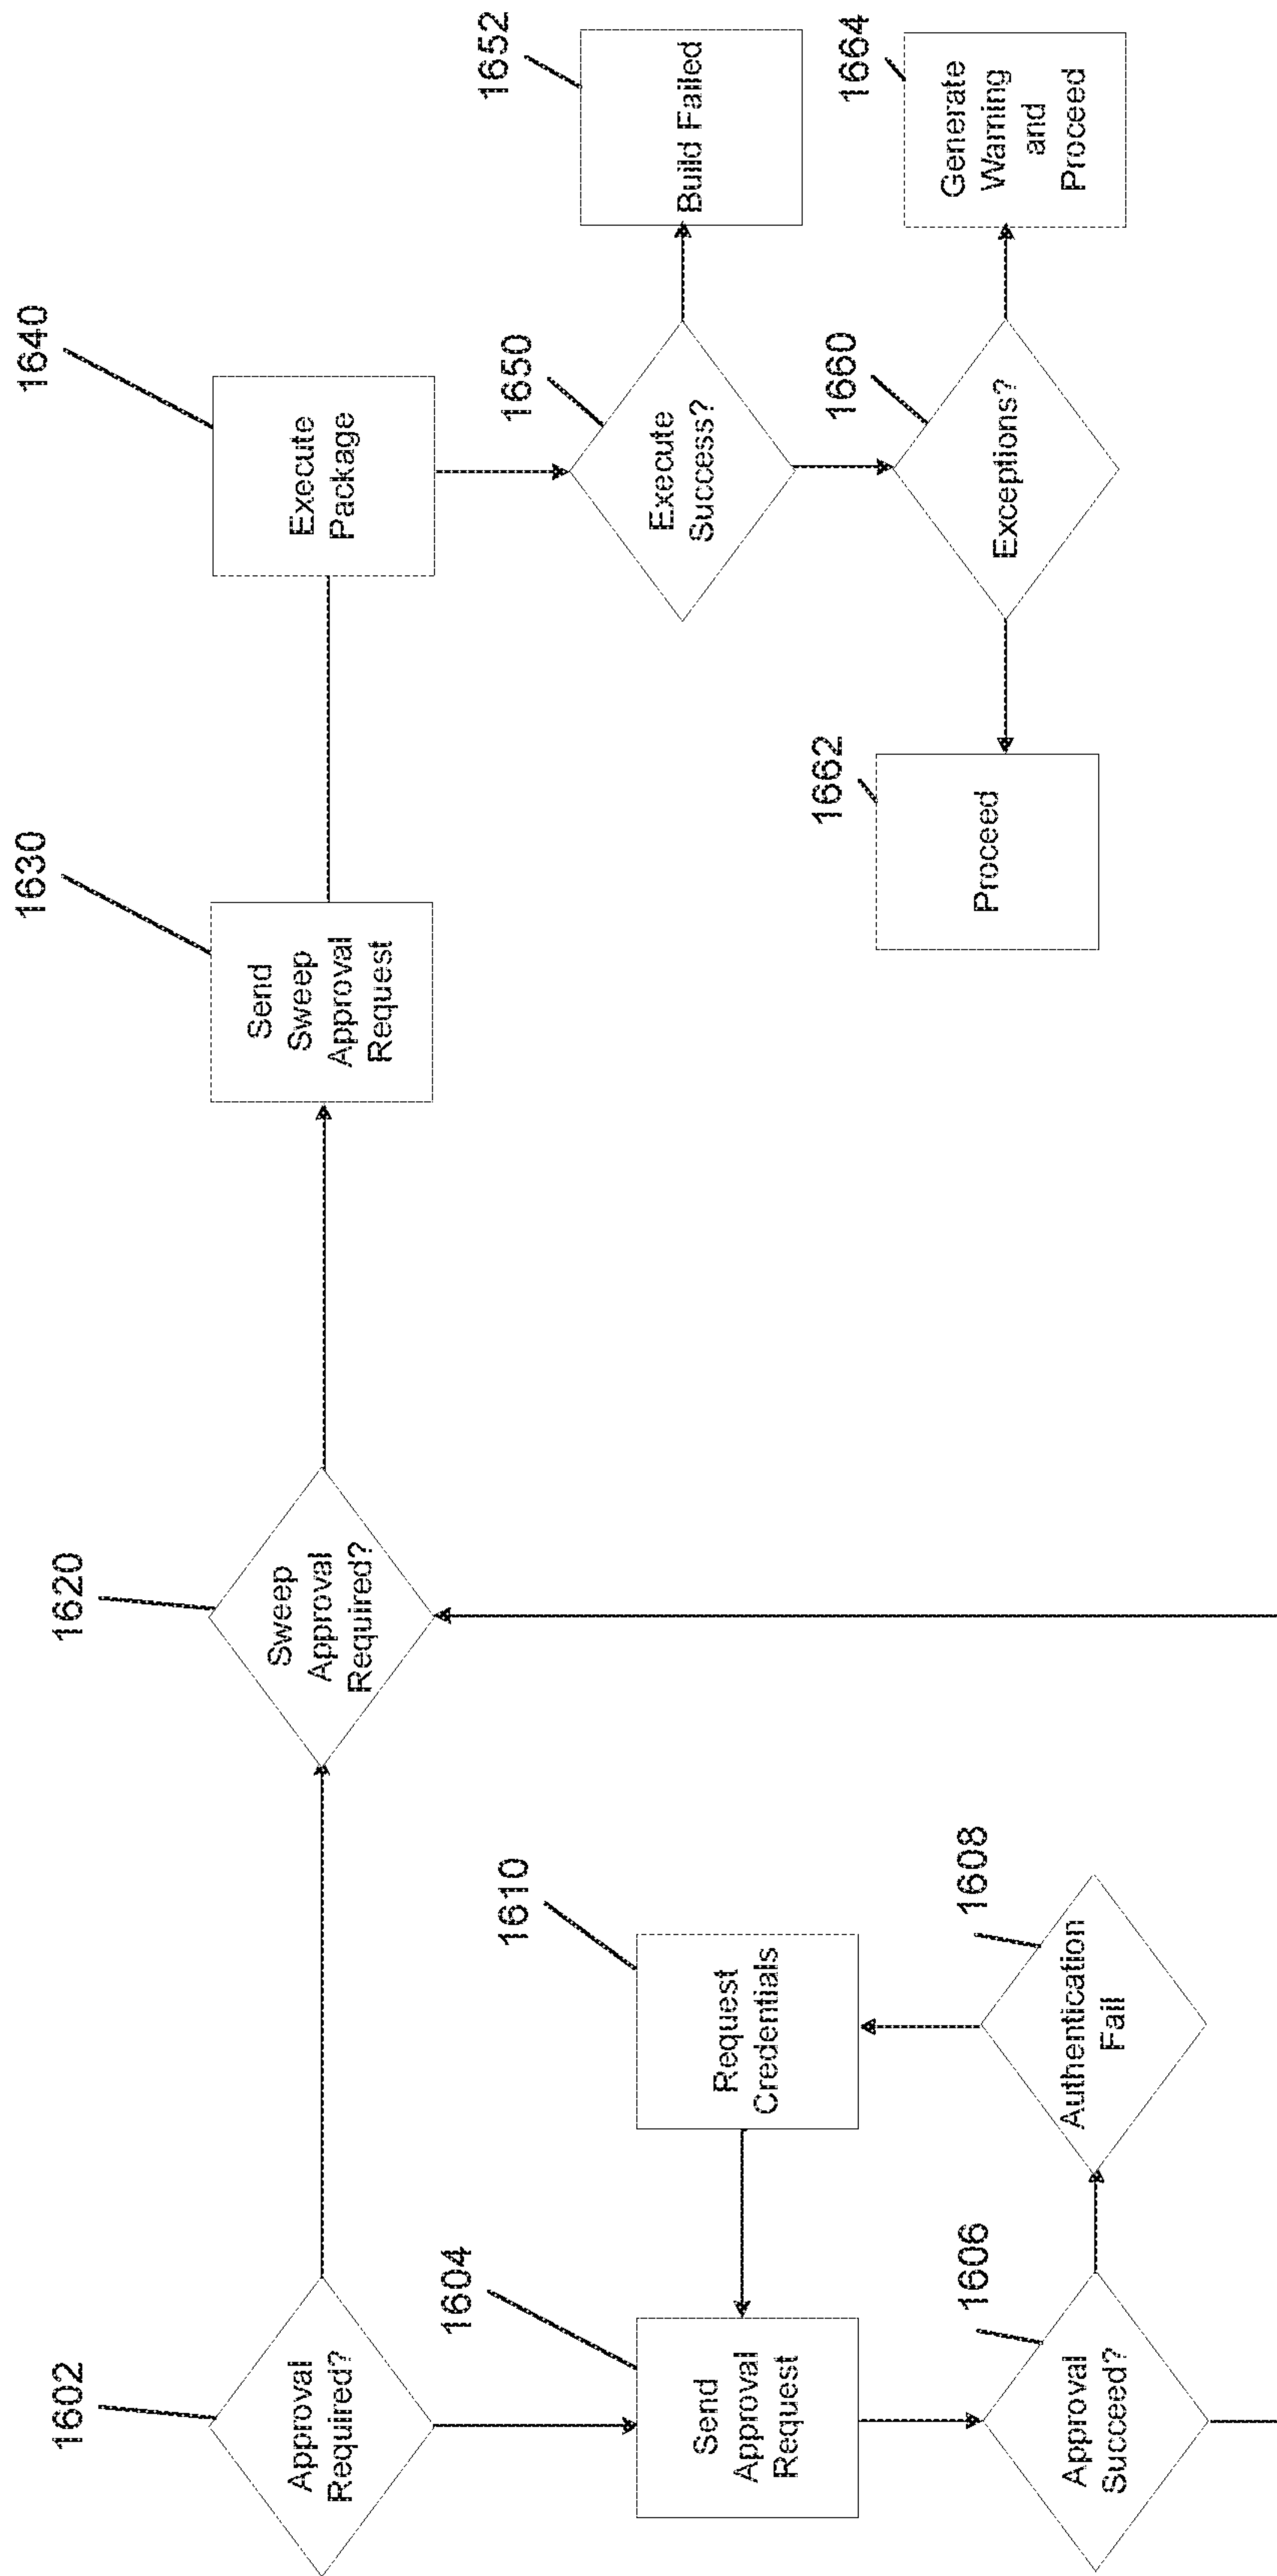 1602
Approval
Required?
1604
Send
Approval
Request
1606
Approval
Succeed?
1608
Authentication
Fail
1610
Request
Credentials
1620
Sweep
Approval
Required?
1630
Send
Sweep
Approval
Request
1640
Execute
Package
1650
Execute
Success?
1652
Build Failed
1660
Exceptions?
1662
Proceed
1664
Generate
Warning
and
Proceed